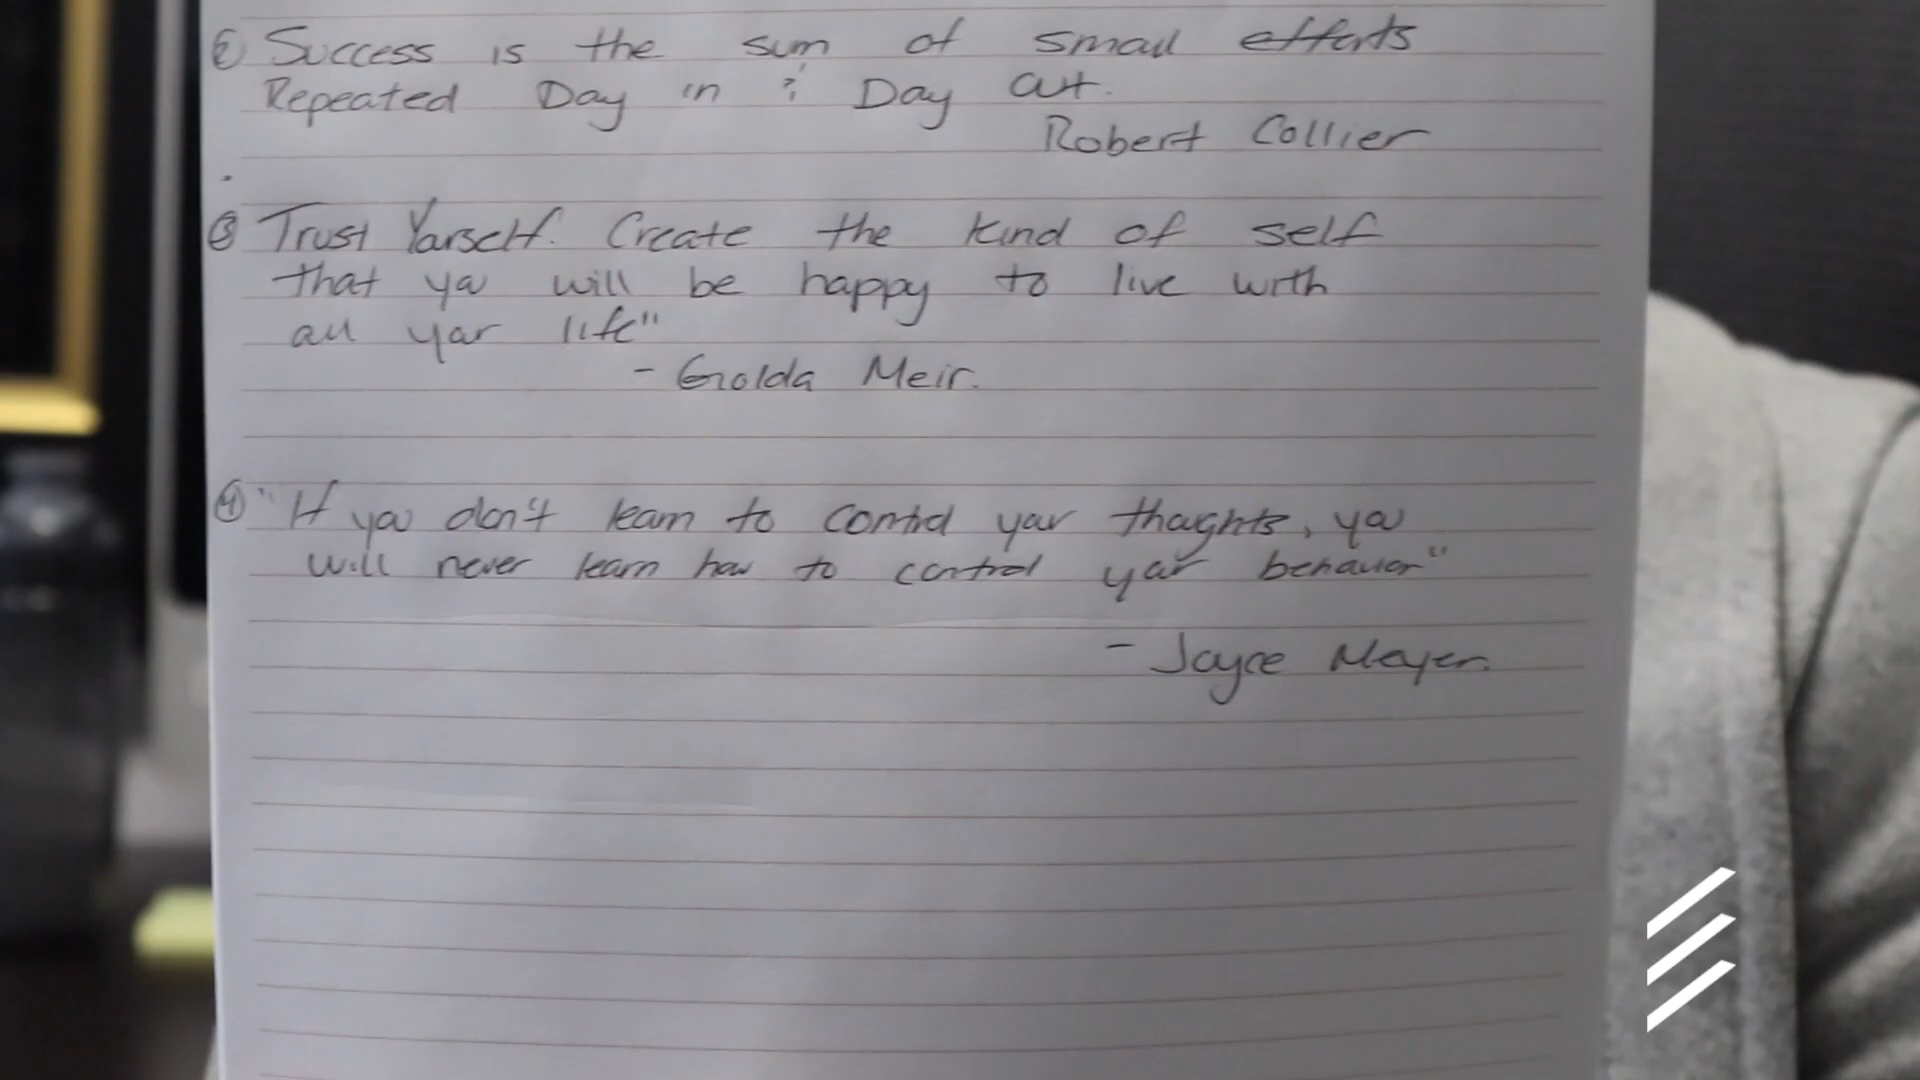 ② Success is the sum of small efforts
Repeated Day in & Day out.
Robert Collier
③ Trust Yourself. Create the kind of self
that you will be happy to live with
all your life"
- Golda Meir.
④ "If you don't learn to control your thoughts, you
will never learn how to control your behavior"
- Joyce Meyer.